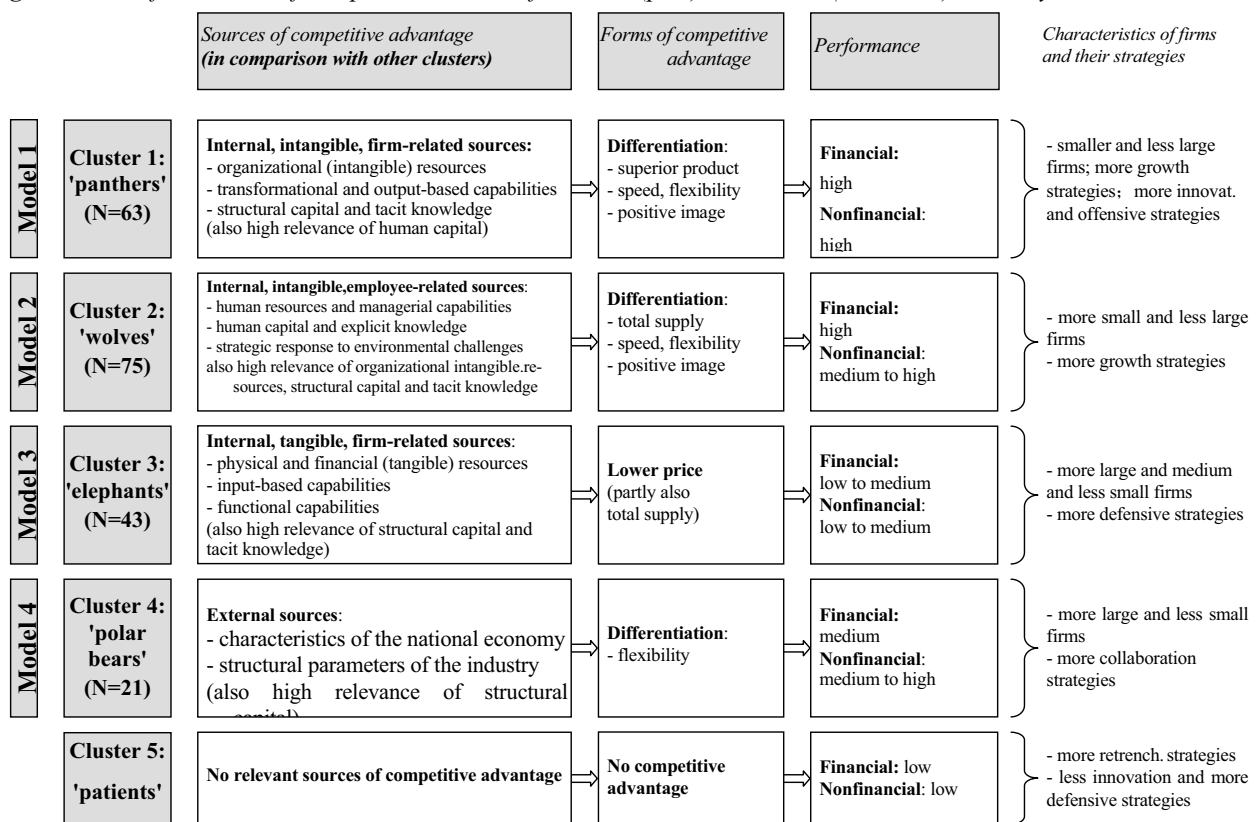 Sources of competitive advantage
(in comparison with other clusters)
Forms of competitive
advantage
Performance
Characteristics of firms
and their strategies
Model 1
Cluster 1:
'panthers'
(N=63)
Internal, intangible, firm-related sources:
- organizational (intangible) resources
- transformational and output-based capabilities
- structural capital and tacit knowledge
(also high relevance of human capital)
Differentiation:
- superior product
- speed, flexibility
- positive image
Financial:
high
Nonfinancial:
high
- smaller and less large
firms; more growth
strategies; more innovat.
and offensive strategies
Model 2
Cluster 2:
'wolves'
(N=75)
Internal, intangible,employee-related sources:
- human resources and managerial capabilities
- human capital and explicit knowledge
- strategic response to environmental challenges
also high relevance of organizational intangible.re-
sources, structural capital and tacit knowledge
Differentiation:
- total supply
- speed, flexibility
- positive image
Financial:
high
Nonfinancial:
medium to high
- more small and less large
firms
- more growth strategies
Model 3
Cluster 3:
'elephants'
(N=43)
Internal, tangible, firm-related sources:
- physical and financial (tangible) resources
- input-based capabilities
- functional capabilities
(also high relevance of structural capital and
tacit knowledge)
Lower price
(partly also
total supply)
Financial:
low to medium
Nonfinancial:
low to medium
- more large and medium
and less small firms
- more defensive strategies
Model 4
Cluster 4:
'polar
bears'
(N=21)
External sources:
- characteristics of the national economy
- structural parameters of the industry
(also high relevance of structural
capital)
Differentiation:
- flexibility
Financial:
medium
Nonfinancial:
medium to high
- more large and less small
firms
- more collaboration
strategies
Cluster 5:
'patients'
No relevant sources of competitive advantage
No competitive
advantage
Financial: low
Nonfinancial: low
- more retrench. strategies
- less innovation and more
defensive strategies